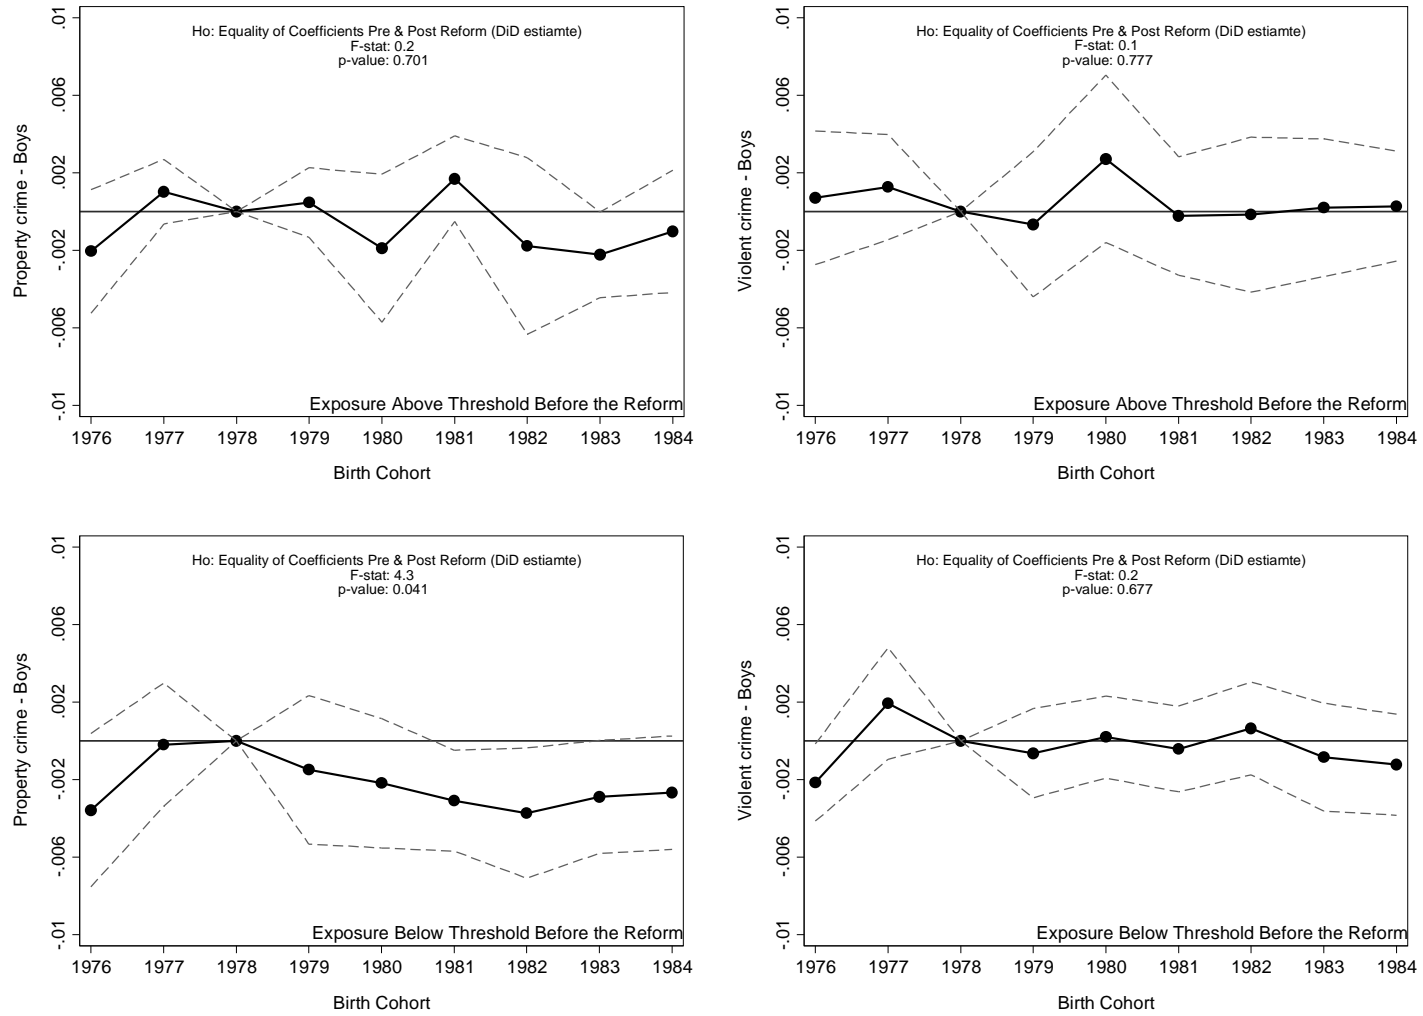 Ho: Equality of Coefficients Pre & Post Reform (DiD estiamte)
F-stat: 0.2
p-value: 0.701
Property crime - Boys
.01
.006
.002
-.002
-.006
-.01
Exposure Above Threshold Before the Reform
1976 1977 1978 1979 1980 1981 1982 1983 1984
Birth Cohort
Ho: Equality of Coefficients Pre & Post Reform (DiD estiamte)
F-stat: 0.1
p-value: 0.777
Violent crime - Boys
.01
.006
.002
-.002
-.006
-.01
Exposure Above Threshold Before the Reform
1976 1977 1978 1979 1980 1981 1982 1983 1984
Birth Cohort
Ho: Equality of Coefficients Pre & Post Reform (DiD estiamte)
F-stat: 4.3
p-value: 0.041
Property crime - Boys
.01
.006
.002
-.002
-.006
-.01
Exposure Below Threshold Before the Reform
1976 1977 1978 1979 1980 1981 1982 1983 1984
Birth Cohort
Ho: Equality of Coefficients Pre & Post Reform (DiD estiamte)
F-stat: 0.2
p-value: 0.677
Violent crime - Boys
.01
.006
.002
-.002
-.006
-.01
Exposure Below Threshold Before the Reform
1976 1977 1978 1979 1980 1981 1982 1983 1984
Birth Cohort